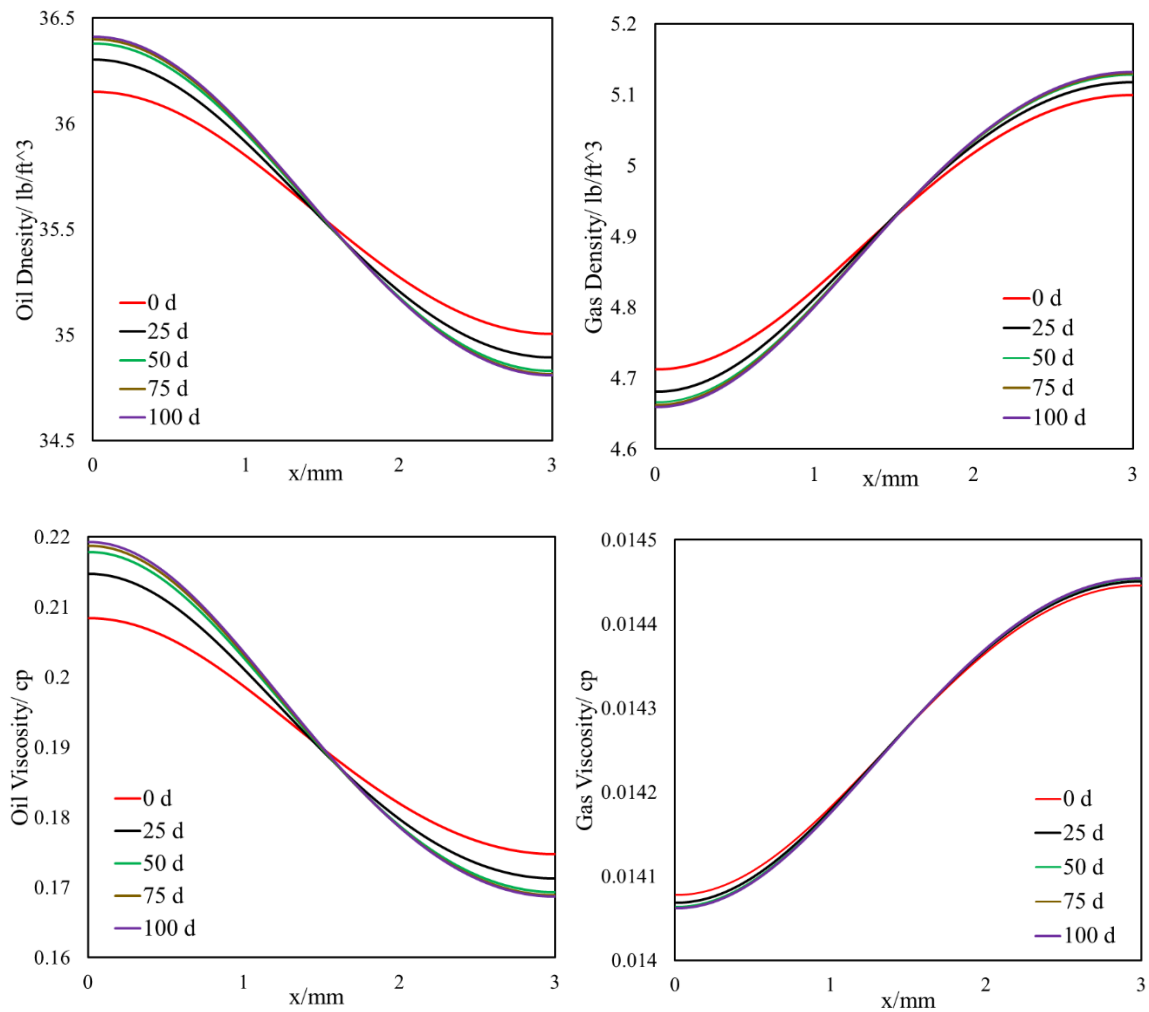 36.5
36
35.5
35
34.5
Oil Dnesity/ lb/ft^3
0 d
25 d
50 d
75 d
100 d
0
1
2
3
x/mm
5.2
5.1
5
4.9
4.8
4.7
4.6
Gas Density/ lb/ft^3
0 d
25 d
50 d
75 d
100 d
0
1
2
3
x/mm
0.22
0.21
0.2
0.19
0.18
0.17
0.16
Oil Viscosity/ cp
0 d
25 d
50 d
75 d
100 d
0
1
2
3
x/mm
0.0145
0.0144
0.0143
0.0142
0.0141
0.014
Gas Viscosity/ cp
0 d
25 d
50 d
75 d
100 d
0
1
2
3
x/mm